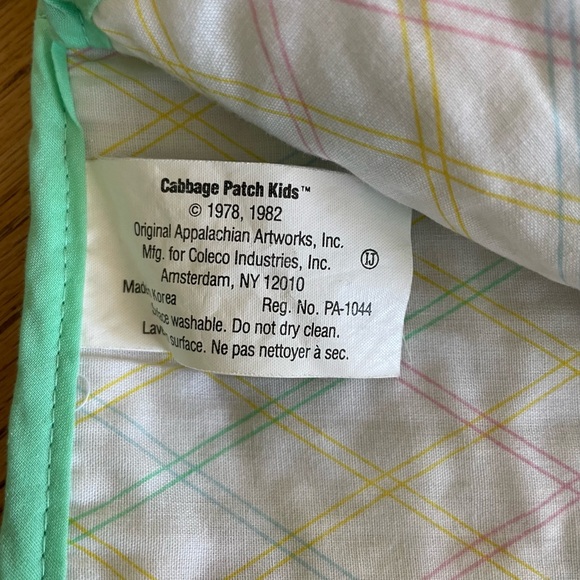 Cabbage Patch Kids™
© 1978, 1982
Original Appalachian Artworks, Inc.
Mfg. for Coleco Industries, Inc. IJ
Amsterdam, NY 12010
Korea Reg. No. PA-1044
washable. Do not dry clean.
surface. Ne pas nettoyer à sec.